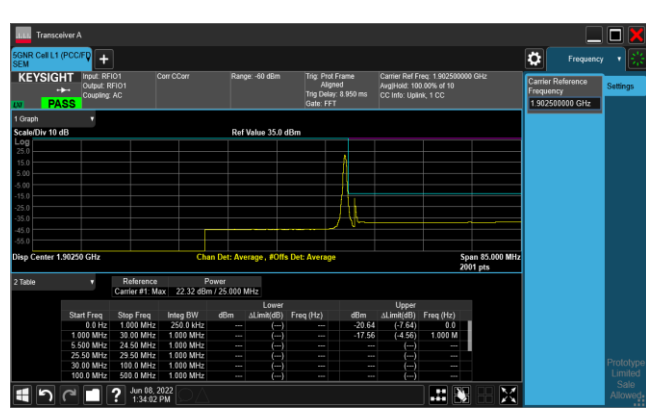 Transceiver A
5GNR Cell L1 (PCC/FD
SEM
Frequency
KEYSIGHT
Input: RFIO1
Output: RFIO1
Coupling: AC
Corr CCorr
Range: -60 dBm
Trig: Prot Frame
Aligned
Trig Delay: 8.950 ms
Gate: FFT
Carrier Ref Freq: 1.902500000 GHz
Avg|Hold: 100.00% of 10
CC Info: Uplink, 1 CC
PASS
Carrier Reference
Frequency
1.902500000 GHz
Settings
1 Graph
Scale/Div 10 dB
Ref Value 35.0 dBm
Log
25.0
15.0
5.00
-5.00
-15.0
-25.0
-35.0
-45.0
-55.0
Disp Center 1.90250 GHz
Chan Det: Average , #Offs Det: Average
Span 85.000 MHz
2001 pts
2 Table
Reference Power
Carrier #1: Max 22.32 dBm / 25.000 MHz
Lower Upper
Start Freq Stop Freq Integ BW dBm ΔLimit(dB) Freq (Hz) dBm ΔLimit(dB) Freq (Hz)
0.0 Hz 1.000 MHz 250.0 kHz --- (---) --- -20.64 (-7.64) 0.0
1.000 MHz 30.00 MHz 1.000 MHz --- (---) --- -17.56 (-4.56) 1.000 M
5.500 MHz 24.50 MHz 1.000 MHz --- (---) --- --- (---) ---
25.50 MHz 29.50 MHz 1.000 MHz --- (---) --- --- (---) ---
30.00 MHz 100.0 MHz 1.000 MHz --- (---) --- --- (---) ---
100.0 MHz 500.0 MHz 1.000 MHz --- (---) --- --- (---) ---
Prototype
Limited
Sale
Allowed
Jun 08, 2022
1:34:02 PM